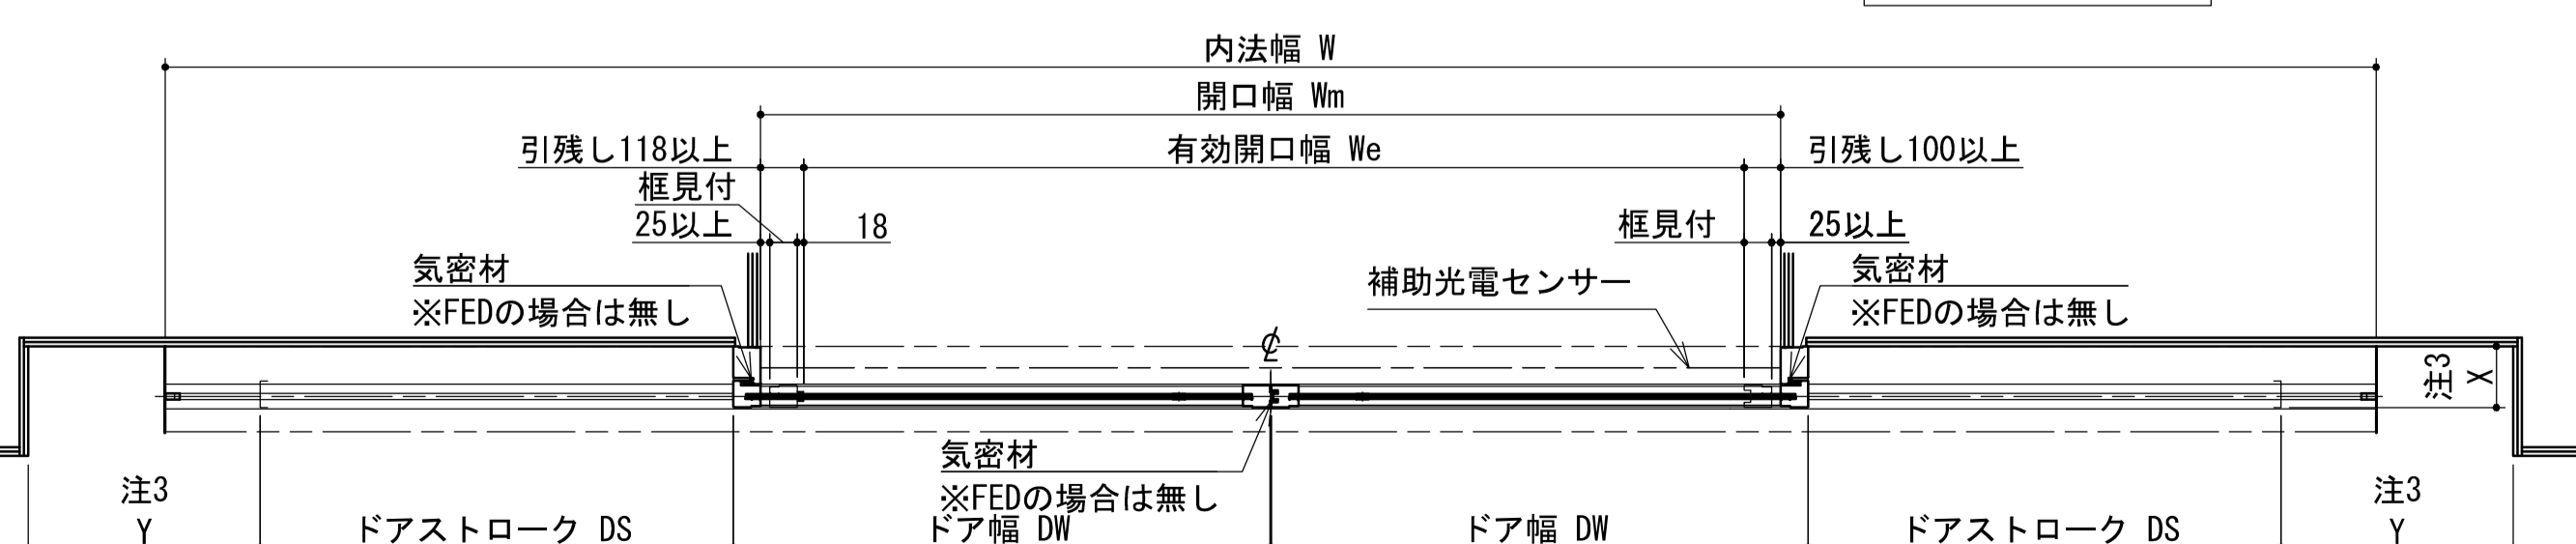 内法幅 W
開口幅 Wm
引残し118以上
有効開口幅 We
引残し100以上
框見付
25以上
18
框見付
25以上
気密材
※FEDの場合は無し
補助光電センサー
気密材
※FEDの場合は無し
℄
注3
X
気密材
※FEDの場合は無し
注3
Y
ドアストローク DS
ドア幅 DW
ドア幅 DW
ドアストローク DS
注3
Y